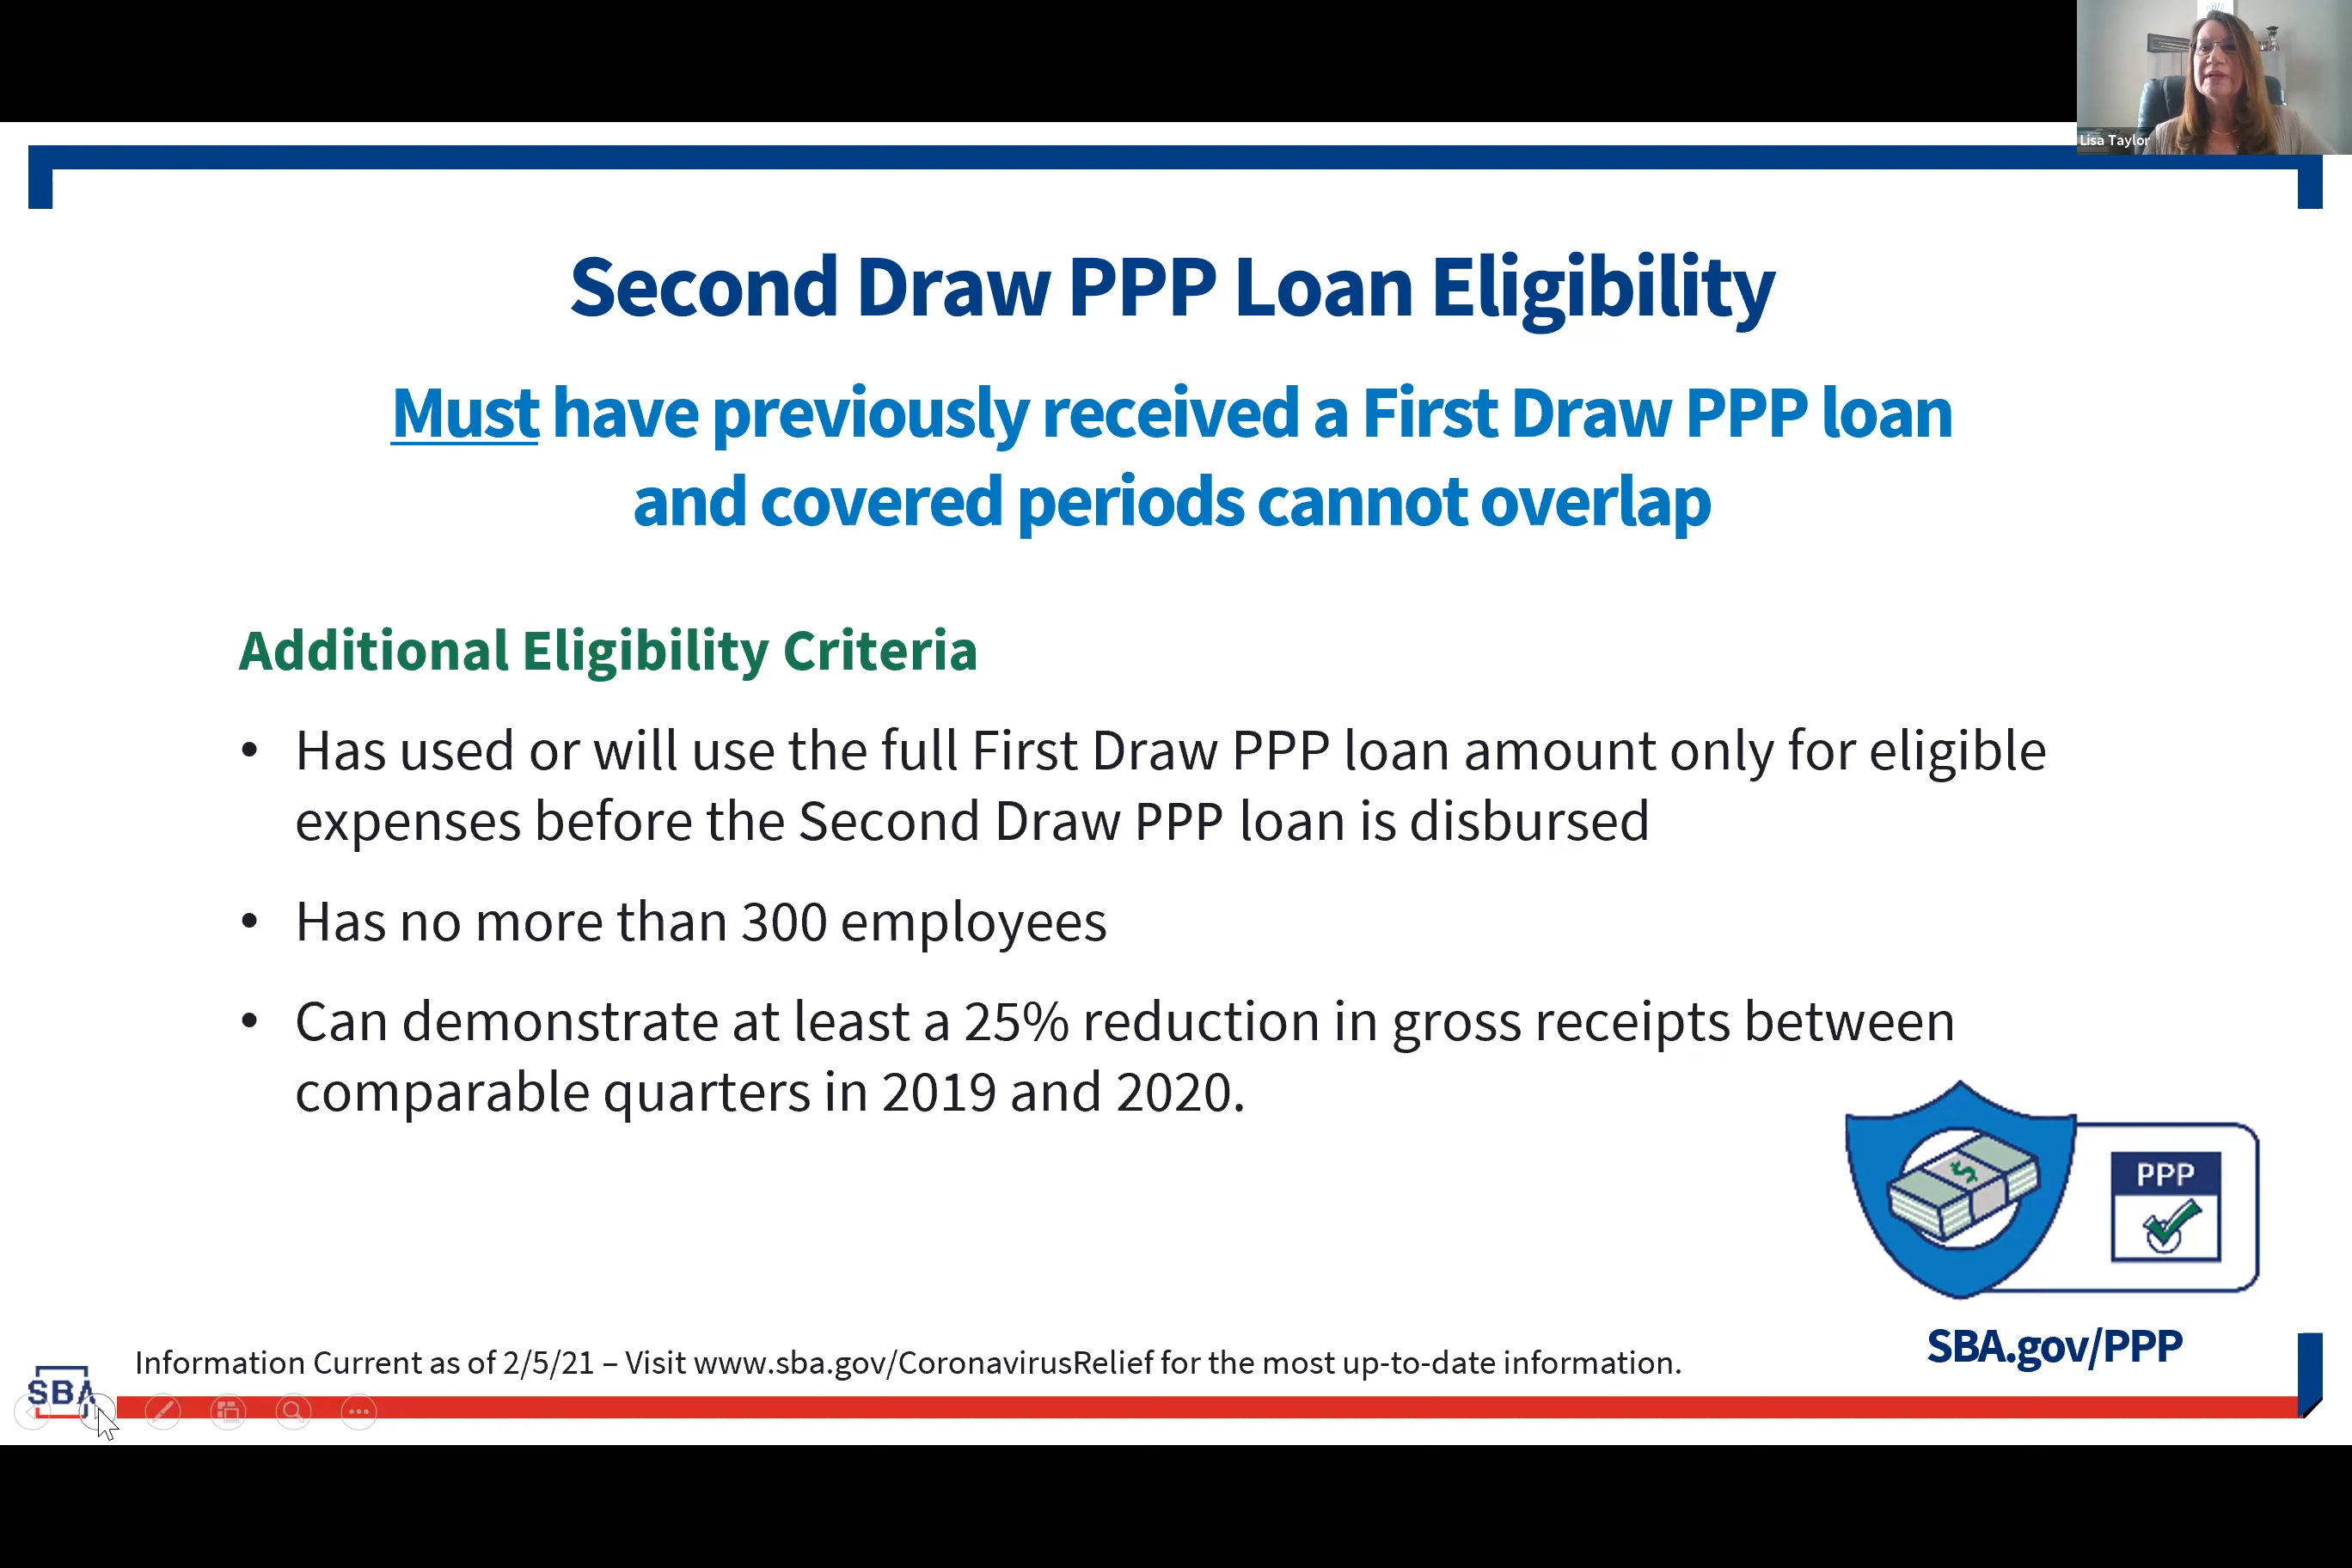 Lisa Taylor
Second Draw PPP Loan Eligibility
Must have previously received a First Draw PPP loan
and covered periods cannot overlap
Additional Eligibility Criteria
• Has used or will use the full First Draw PPP loan amount only for eligible
expenses before the Second Draw PPP loan is disbursed
• Has no more than 300 employees
• Can demonstrate at least a 25% reduction in gross receipts between
comparable quarters in 2019 and 2020.
$
PPP
SBA.gov/PPP
Information Current as of 2/5/21 – Visit www.sba.gov/CoronavirusRelief for the most up-to-date information.
SBA